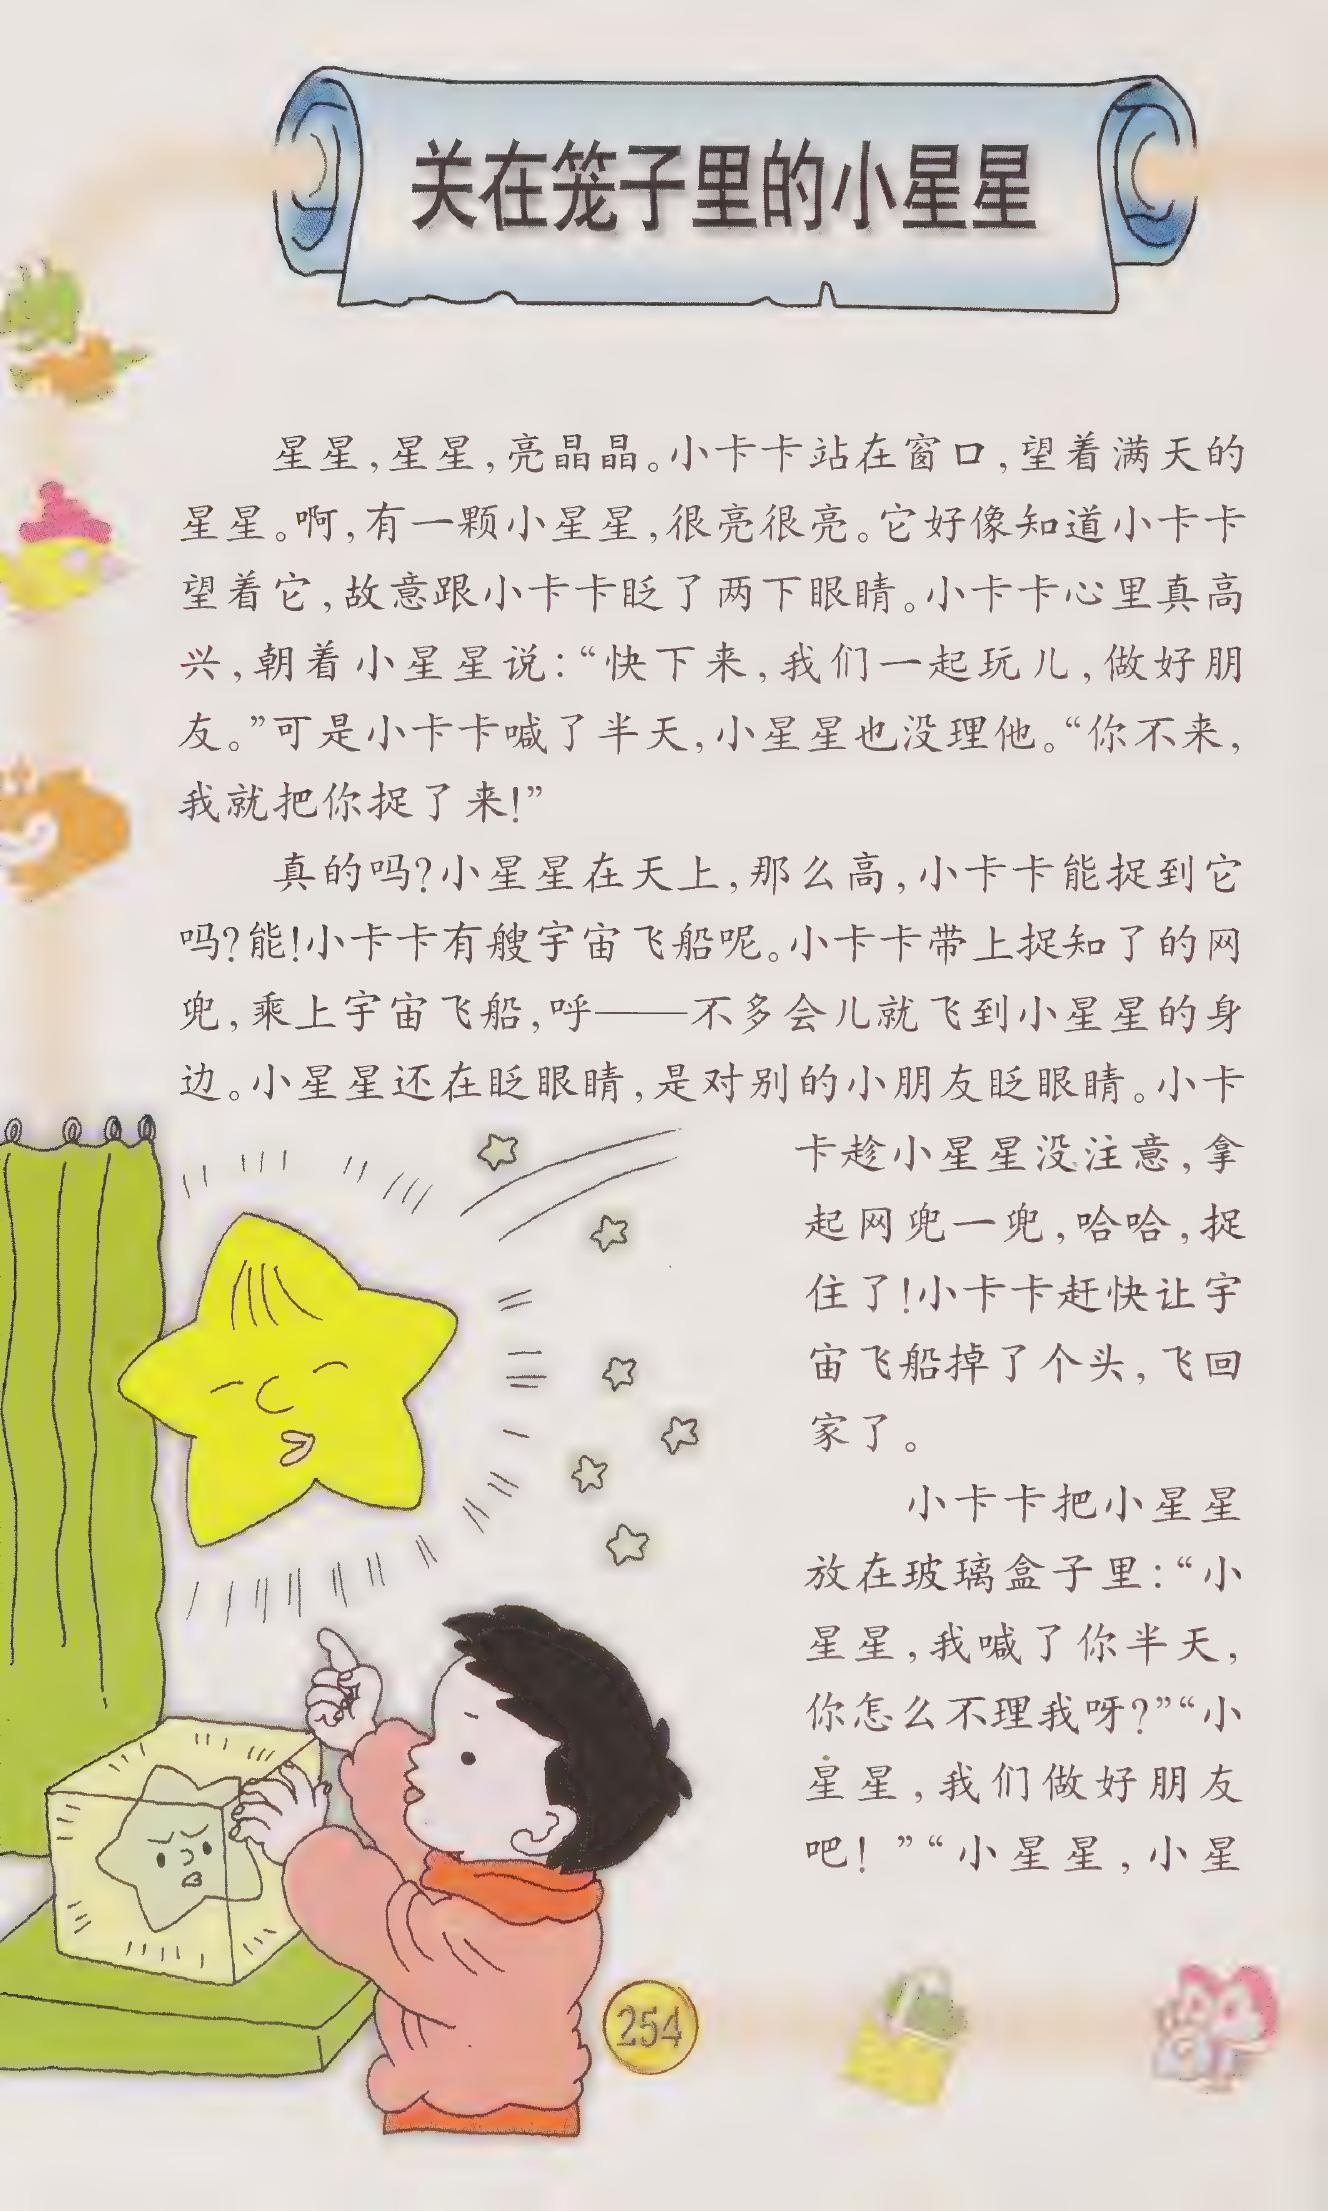 关在笼子里的小星星
星星,星星,亮晶晶。小卡卡站在窗口,望着满天的
星星。啊,有一颗小星星,很亮很亮。它好像知道小卡卡
望着它,故意跟小卡卡眨了两下眼睛。小卡卡心里真高
兴,朝着小星星说:“快下来,我们一起玩儿,做好朋
友。”可是小卡卡喊了半天,小星星也没理他。“你不来,
我就把你捉了来!”
真的吗?小星星在天上,那么高,小卡卡能捉到它
吗?能!小卡卡有艘宇宙飞船呢。小卡卡带上捉知了的网
兜,乘上宇宙飞船,呼——不多会儿就飞到小星星的身
边。小星星还在眨眼睛,是对别的小朋友眨眼睛。小卡
卡趁小星星没注意,拿
起网兜一兜,哈哈,捉
住了!小卡卡赶快让宇
宙飞船掉了个头,飞回
家了。
小卡卡把小星星
放在玻璃盒子里:“小
星星,我喊了你半天,
你怎么不理我呀?”“小
星星,我们做好朋友
吧!”“小星星,小星
254